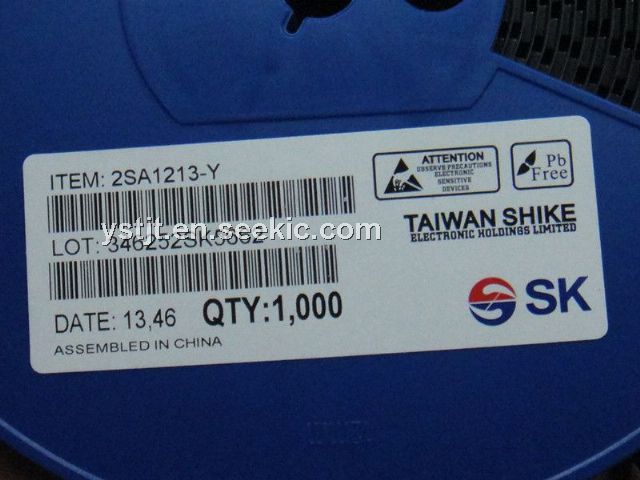 ITEM: 2SA1213-Y
ATTENTION
OBSERVE PRECAUTIONS
ELECTRONIC
SENSITIVE
DEVICES
Pb
Free
ystjt.en.seekic.com
LOT:
TAIWAN SHIKE
ELECTRONIC HOLDINGS LIMITED
SK
DATE: 13,46 QTY:1,000
ASSEMBLED IN CHINA